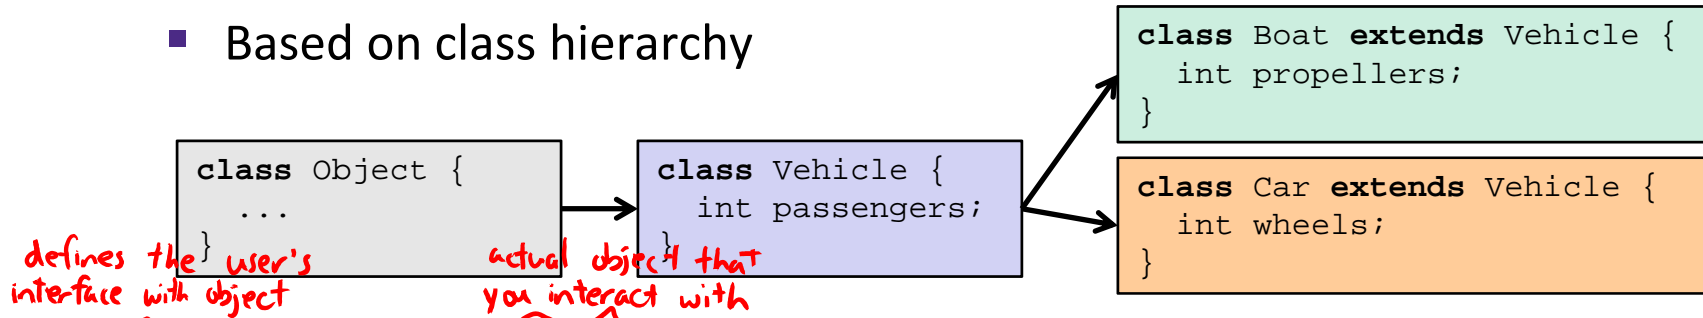 ▪ Based on class hierarchy
class Object {
...
}
class Vehicle {
int passengers;
}
class Boat extends Vehicle {
int propellers;
}
class Car extends Vehicle {
int wheels;
}
defines the user's
interface with object
actual object that
you interact with